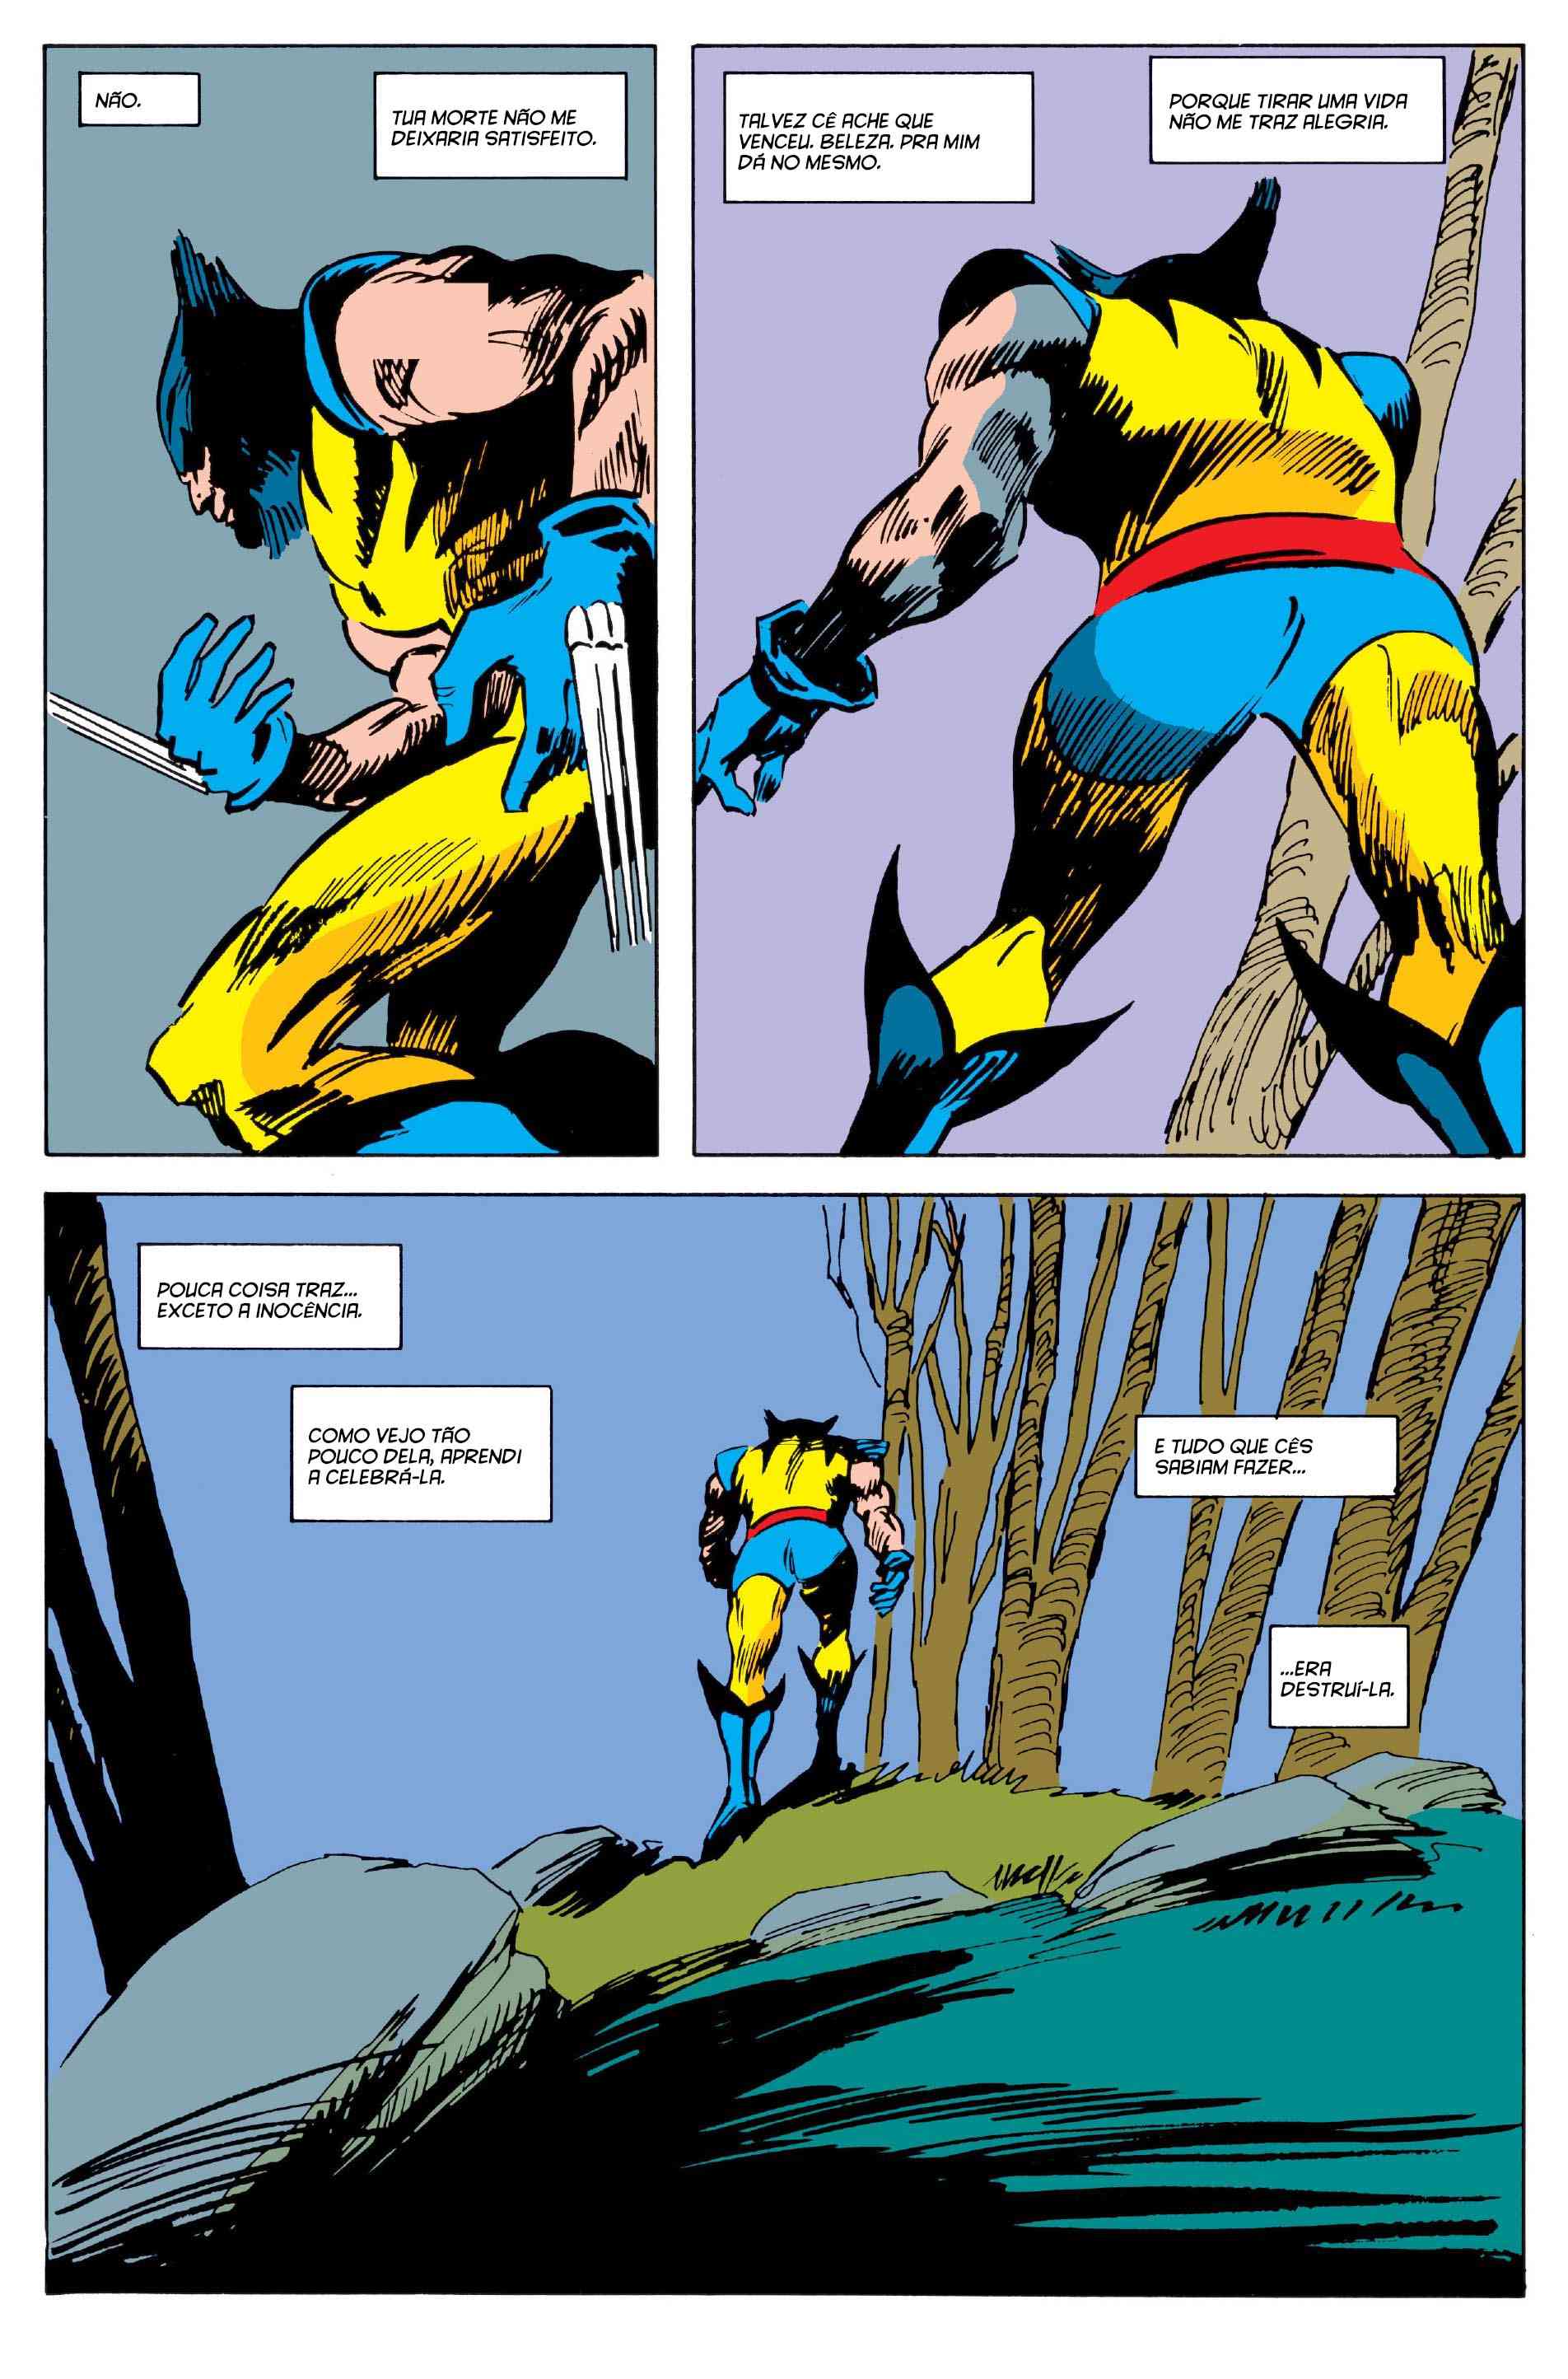 NÃO.
TUA MORTE NÃO ME
DEIXARIA SATISFEITO.
TALVEZ CÊ ACHE QUE
VENCEU. BELEZA. PRA MIM
DÁ NO MESMO.
PORQUE TIRAR UMA VIDA
NÃO ME TRAZ ALEGRIA.
POUCA COISA TRAZ...
EXCETO A INOCÊNCIA.
COMO VEJO TÃO
POUCO DELA, APRENDI
A CELEBRÁ-LA.
E TUDO QUE CÊS
SABIAM FAZER...
...ERA
DESTRUÍ-LA.